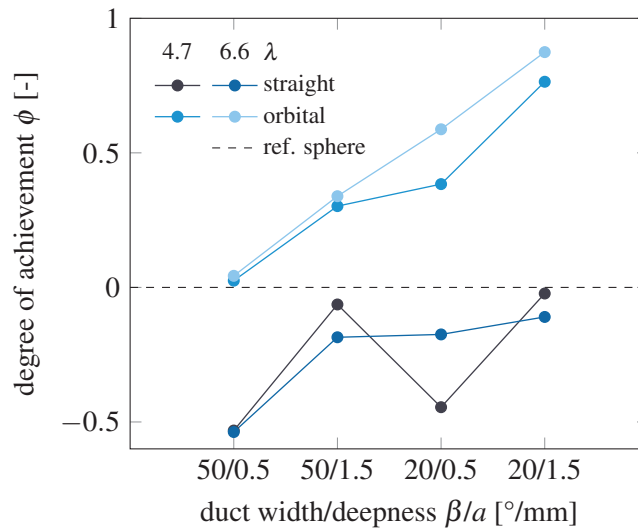 1
0.5
0
−0.5
degree of achievement ϕ [-]
4.7 6.6 λ
straight
orbital
ref. sphere
50/0.5 50/1.5 20/0.5 20/1.5
duct width/deepness β/a [°/mm]